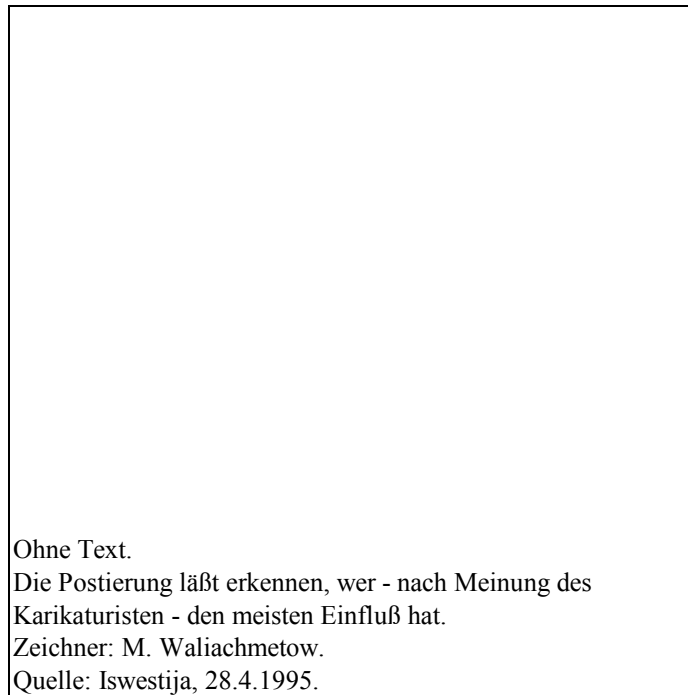 Ohne Text.
Die Postierung läßt erkennen, wer - nach Meinung des
Karikaturisten - den meisten Einfluß hat.
Zeichner: M. Waliachmetow.
Quelle: Iswestija, 28.4.1995.